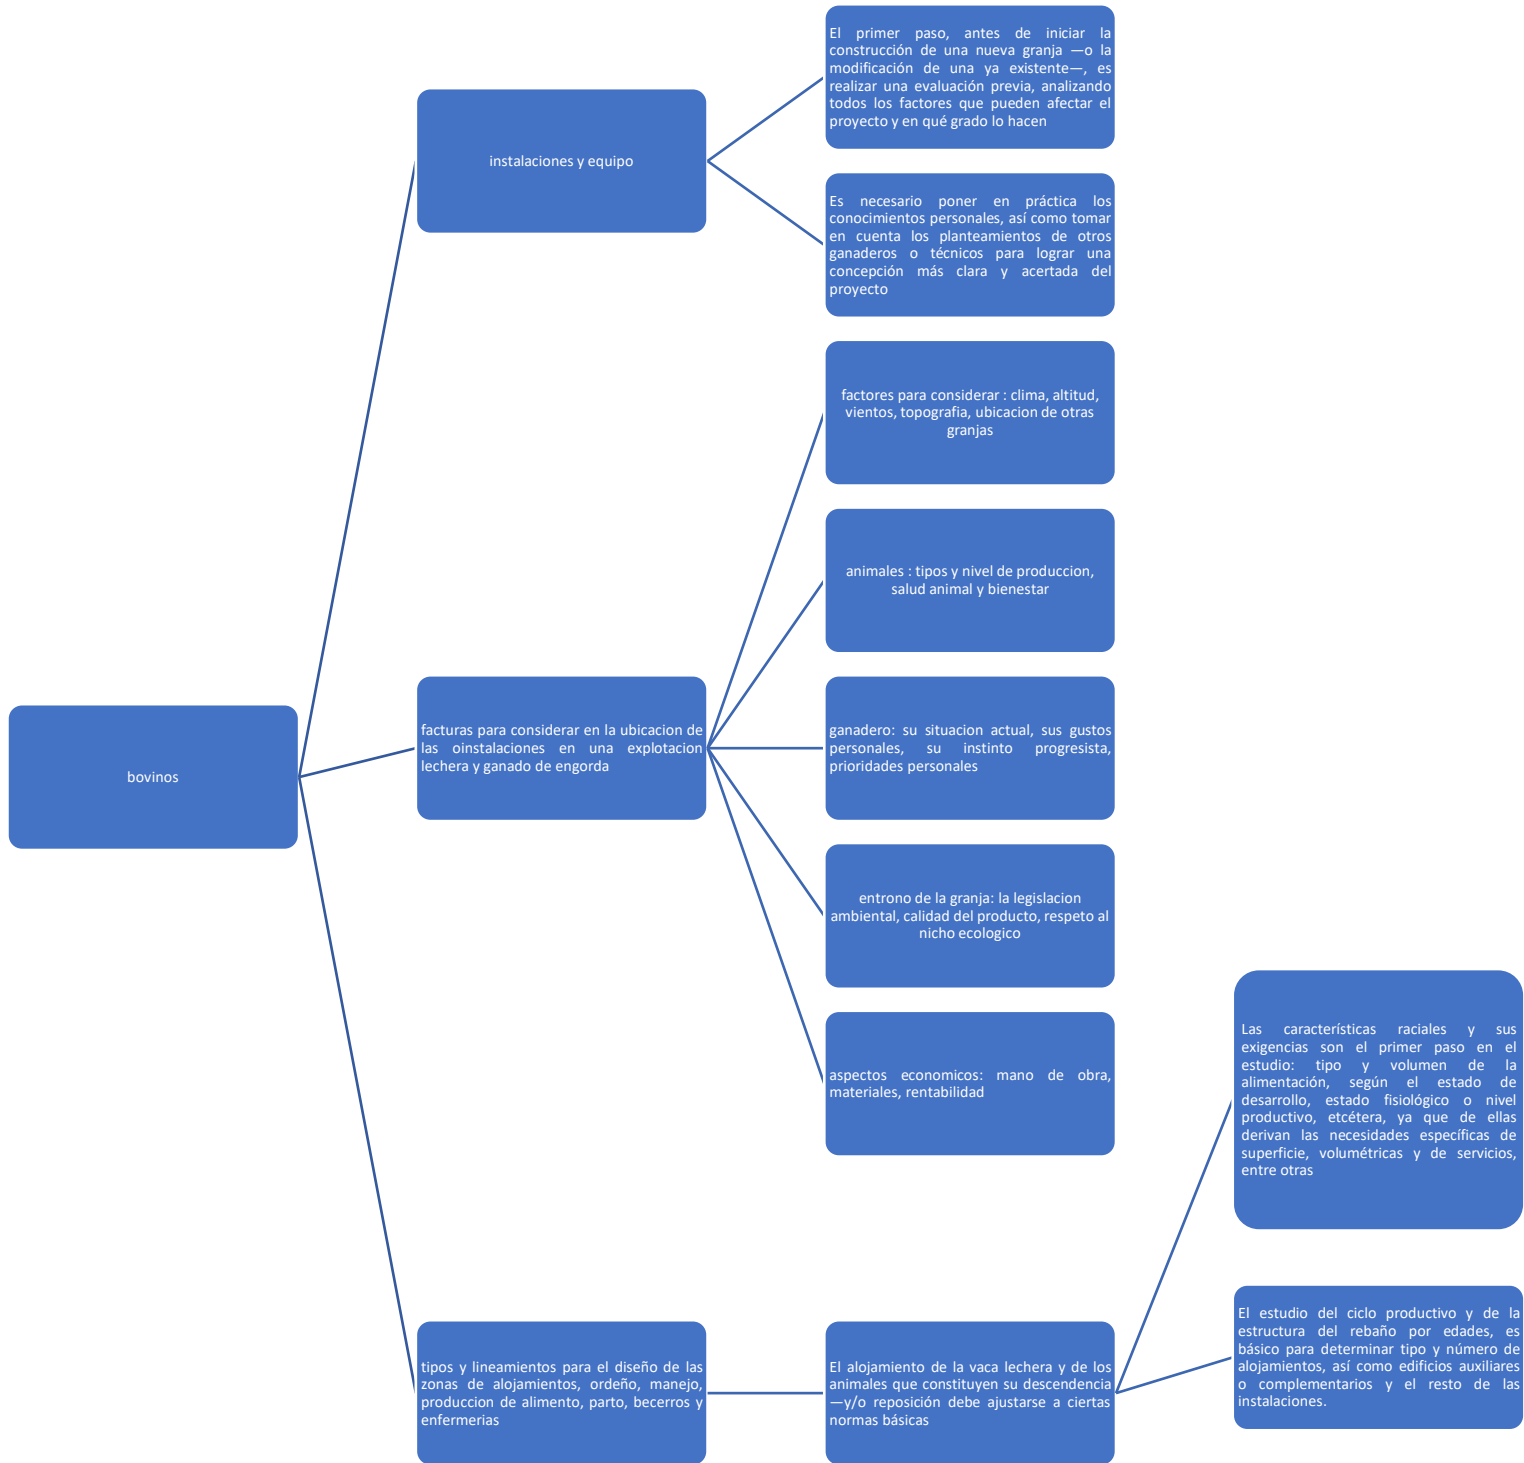 bovinos
instalaciones y equipo
El primer paso, antes de iniciar la
construcción de una nueva granja —o la
modificación de una ya existente—, es
realizar una evaluación previa, analizando
todos los factores que pueden afectar el
proyecto y en qué grado lo hacen
Es necesario poner en práctica los
conocimientos personales, así como tomar
en cuenta los planteamientos de otros
ganaderos o técnicos para lograr una
concepción más clara y acertada del
proyecto
facturas para considerar en la ubicacion de
las oinstalaciones en una explotacion
lechera y ganado de engorda
factores para considerar : clima, altitud,
vientos, topografia, ubicacion de otras
granjas
animales : tipos y nivel de produccion,
salud animal y bienestar
ganadero: su situacion actual, sus gustos
personales, su instinto progresista,
prioridades personales
entrono de la granja: la legislacion
ambiental, calidad del producto, respeto al
nicho ecologico
aspectos economicos: mano de obra,
materiales, rentabilidad
tipos y lineamientos para el diseño de las
zonas de alojamientos, ordeño, manejo,
produccion de alimento, parto, becerros y
enfermerias
El alojamiento de la vaca lechera y de los
animales que constituyen su descendencia
—y/o reposición debe ajustarse a ciertas
normas básicas
Las características raciales y sus
exigencias son el primer paso en el
estudio: tipo y volumen de la
alimentación, según el estado de
desarrollo, estado fisiológico o nivel
productivo, etcétera, ya que de ellas
derivan las necesidades específicas de
superficie, volumétricas y de servicios,
entre otras
El estudio del ciclo productivo y de la
estructura del rebaño por edades, es
básico para determinar tipo y número de
alojamientos, así como edificios auxiliares
o complementarios y el resto de las
instalaciones.